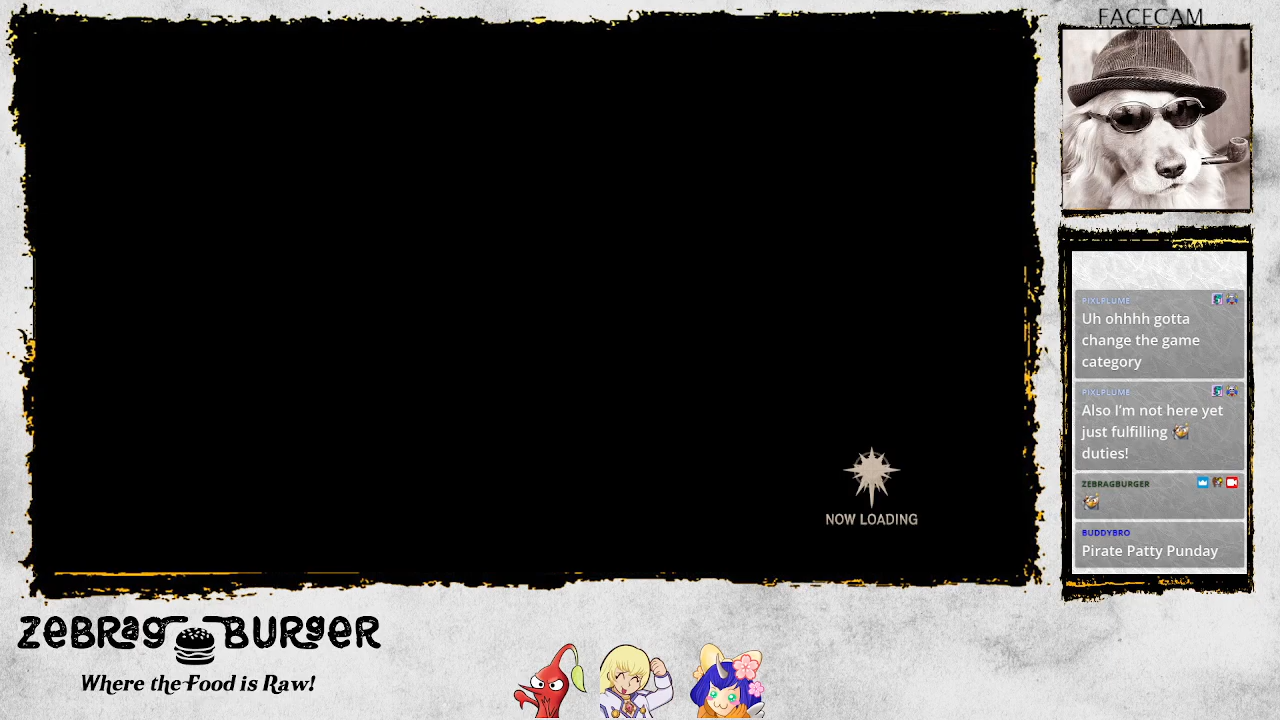 FACECAM
PIXLPLUME
Uh ohhhh gotta
change the game
category
PIXLPLUME
Also I'm not here yet
just fulfilling
duties!
ZEBRAGBURGER
BUDDYBRO
Pirate Patty Punday
NOW LOADING
ZeBRag BURgeR
Where the Food is Raw!